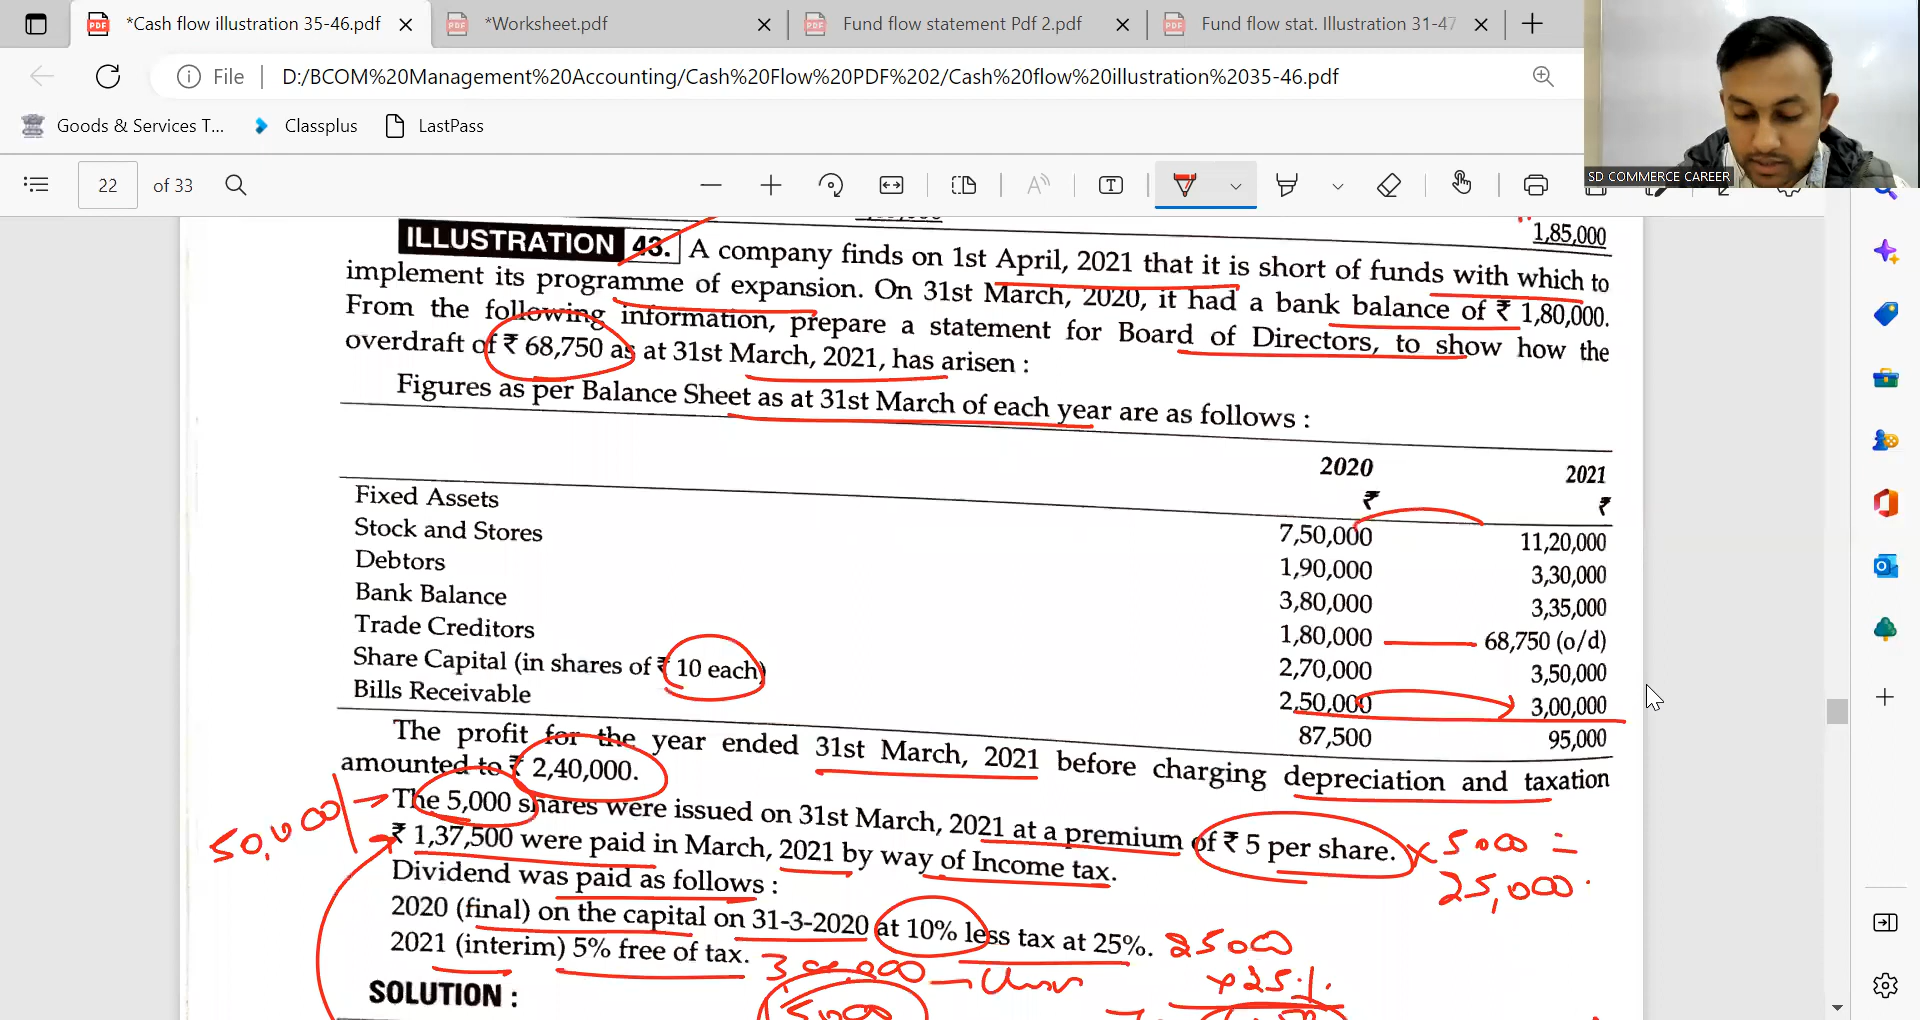 *Cash flow illustration 35-46.pdf
*Worksheet.pdf
Fund flow statement Pdf 2.pdf
Fund flow stat. Illustration 31-47
File D:/BCOM%20Management%20Accounting/Cash%20Flow%20PDF%202/Cash%20flow%20illustration%2035-46.pdf
Goods & Services T... Classplus LastPass
22 of 33
SD COMMERCE CAREER
1,85,000
ILLUSTRATION 43. A company finds on 1st April, 2021 that it is short of funds with which to
implement its programme of expansion. On 31st March, 2020, it had a bank balance of ₹ 1,80,000.
From the following information, prepare a statement for Board of Directors, to show how the
overdraft of ₹ 68,750 as at 31st March, 2021, has arisen :
Figures as per Balance Sheet as at 31st March of each year are as follows :
2020 2021
₹ ₹
Fixed Assets 7,50,000 11,20,000
Stock and Stores 1,90,000 3,30,000
Debtors 3,80,000 3,35,000
Bank Balance 1,80,000 68,750 (o/d)
Trade Creditors 2,70,000 3,50,000
Share Capital (in shares of ₹ 10 each) 2,50,000 3,00,000
Bills Receivable 87,500 95,000
The profit for the year ended 31st March, 2021 before charging depreciation and taxation
amounted to ₹ 2,40,000.
The 5,000 shares were issued on 31st March, 2021 at a premium of ₹ 5 per share. × 5000 =
50,000/-
₹ 1,37,500 were paid in March, 2021 by way of Income tax. 25,000.
Dividend was paid as follows :
2020 (final) on the capital on 31-3-2020 at 10% less tax at 25%. 25000
2021 (interim) 5% free of tax. 3,00,000 ×25%.
SOLUTION :